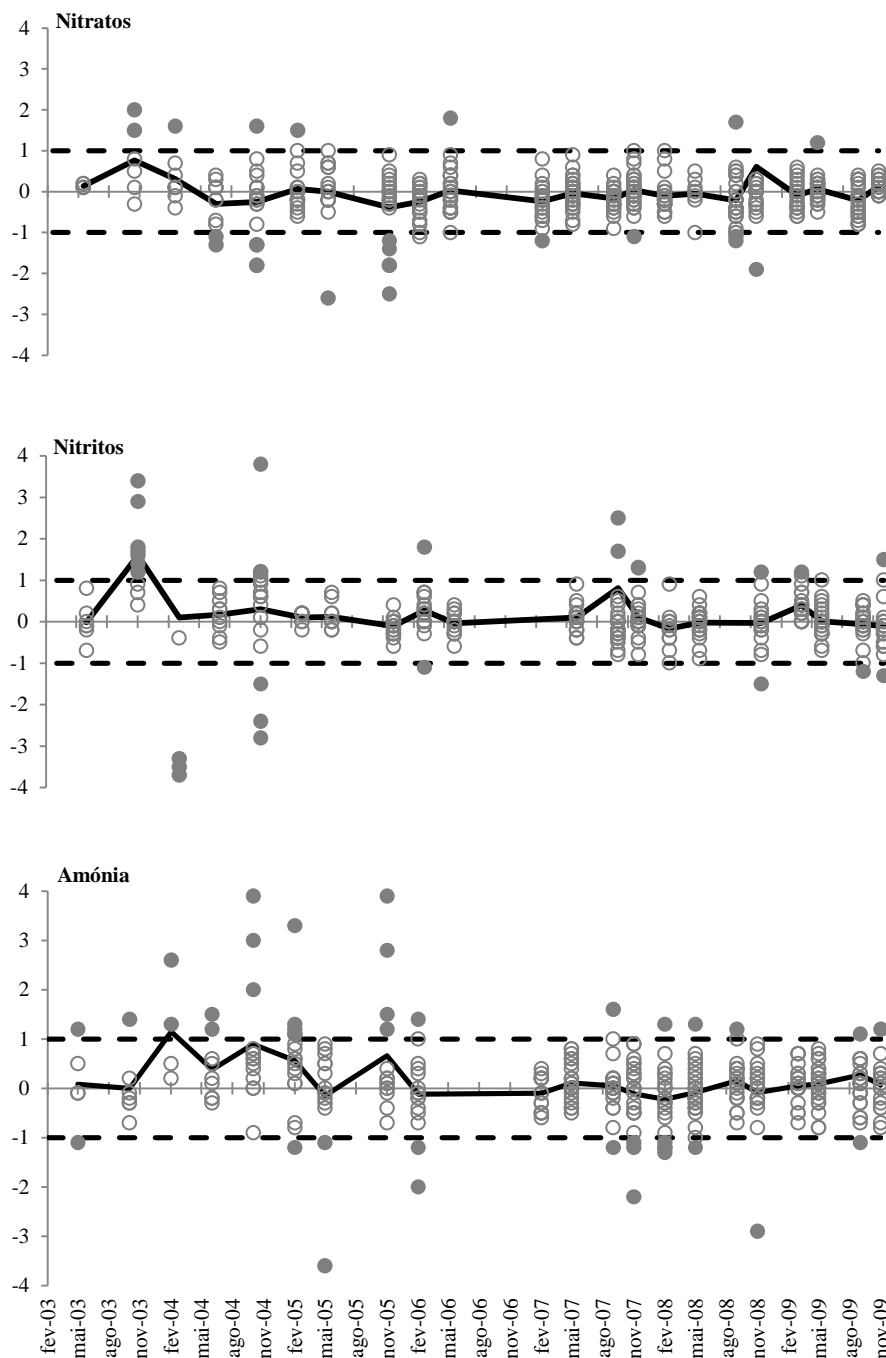 Nitratos
4
3
2
1
0
-1
-2
-3
-4
Nitritos
4
3
2
1
0
-1
-2
-3
-4
Amónia
4
3
2
1
0
-1
-2
-3
-4
fev-03
mai-03
ago-03
nov-03
fev-04
mai-04
ago-04
nov-04
fev-05
mai-05
ago-05
nov-05
fev-06
mai-06
ago-06
nov-06
fev-07
mai-07
ago-07
nov-07
fev-08
mai-08
ago-08
nov-08
fev-09
mai-09
ago-09
nov-09